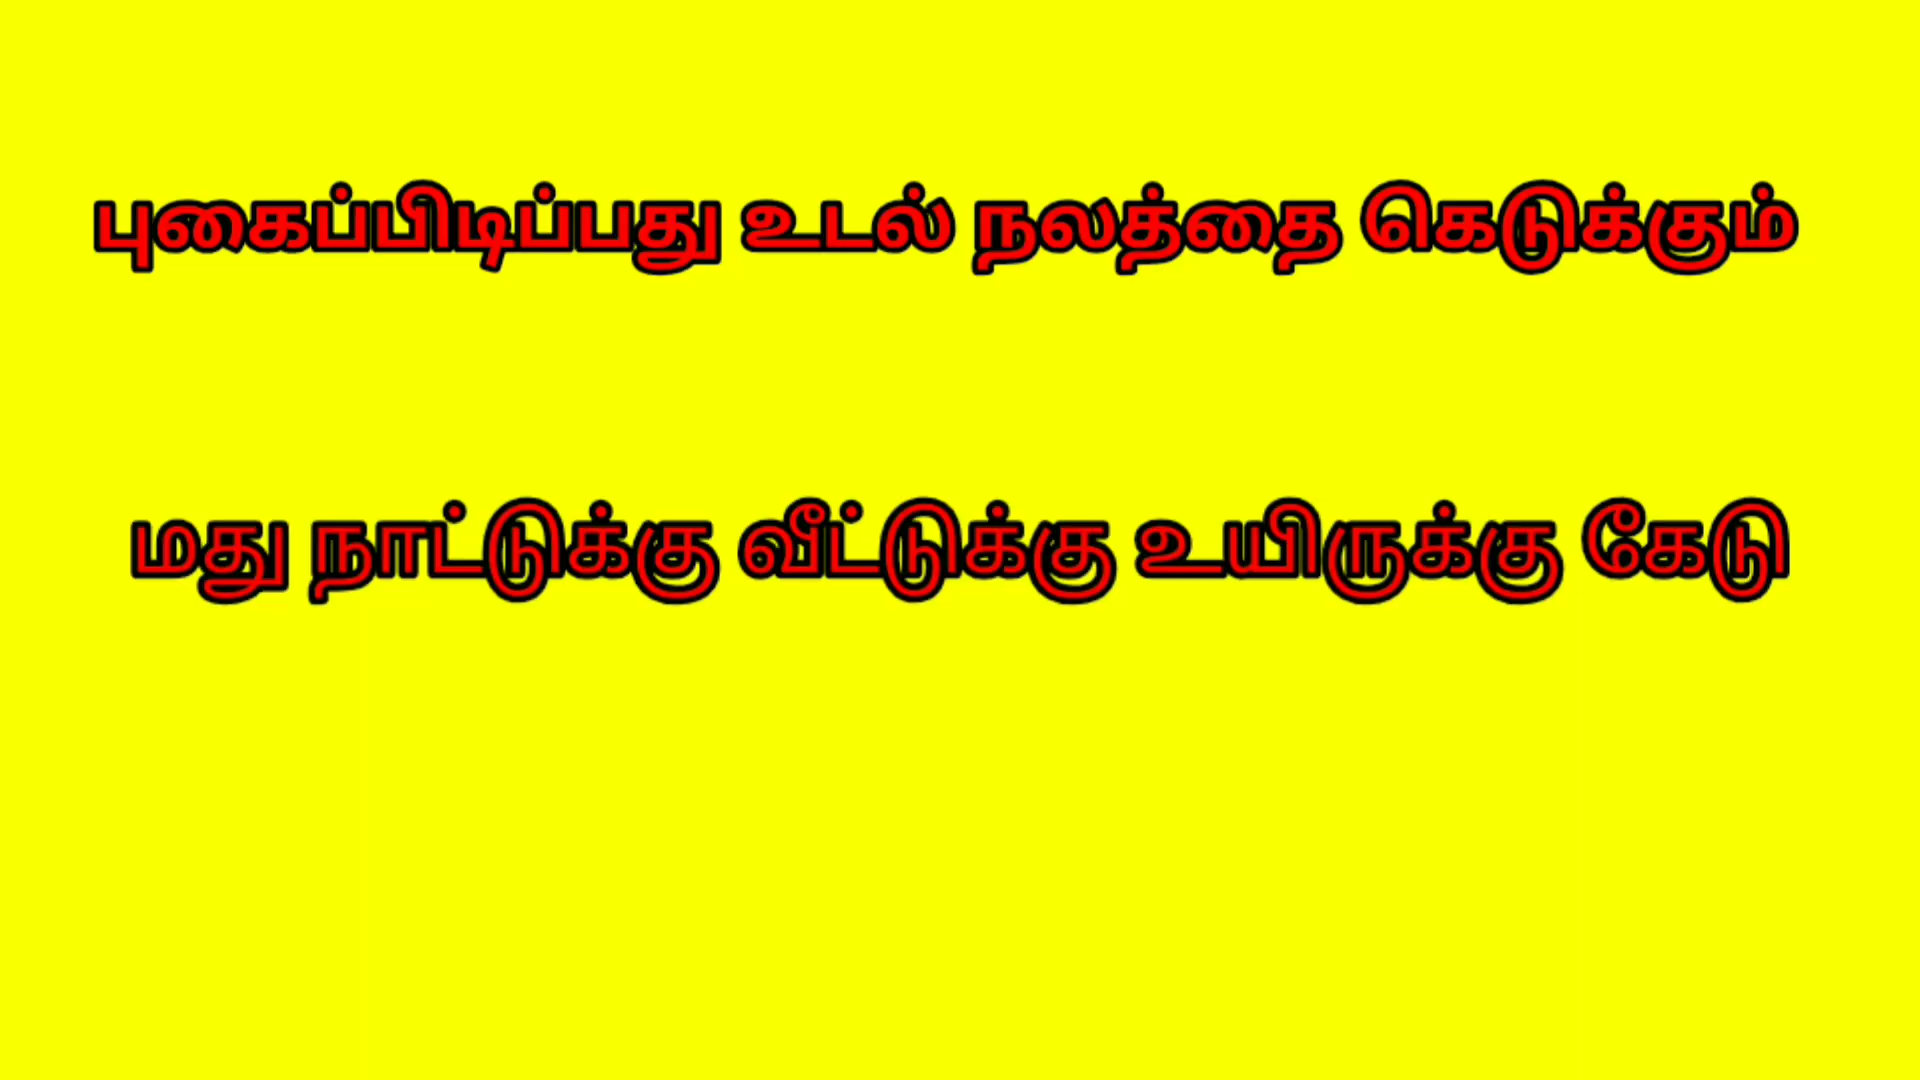 புகைப்பிடிப்பது உடல் நலத்தை கெடுக்கும்
மது நாட்டுக்கு வீட்டுக்கு உயிருக்கு கேடு